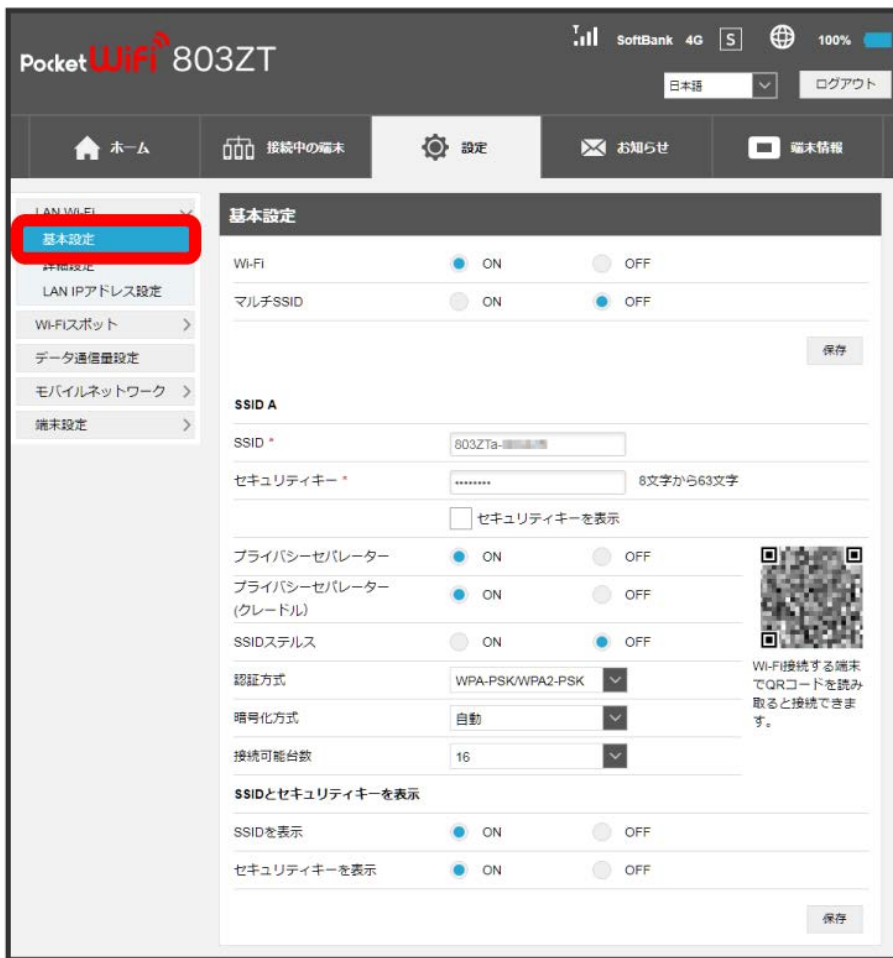 Pocket WiFi 803ZT
SoftBank 4G S 100%
日本語
ログアウト
ホーム
接続中の端末
設定
お知らせ
端末情報
LAN Wi-Fi
基本設定
詳細設定
LAN IPアドレス設定
Wi-Fiスポット
データ通信量設定
モバイルネットワーク
端末設定
基本設定
Wi-Fi ON OFF
マルチSSID ON OFF
保存
SSID A
SSID * 803ZTa-
セキュリティキー * •••••••• 8文字から63文字
セキュリティキーを表示
プライバシーセパレーター ON OFF
プライバシーセパレーター
(クレードル) ON OFF
SSIDステルス ON OFF
認証方式 WPA-PSK/WPA2-PSK
暗号化方式 自動
接続可能台数 16
Wi-Fi接続する端末
でQRコードを読み
取ると接続できま
す。
SSIDとセキュリティキーを表示
SSIDを表示 ON OFF
セキュリティキーを表示 ON OFF
保存